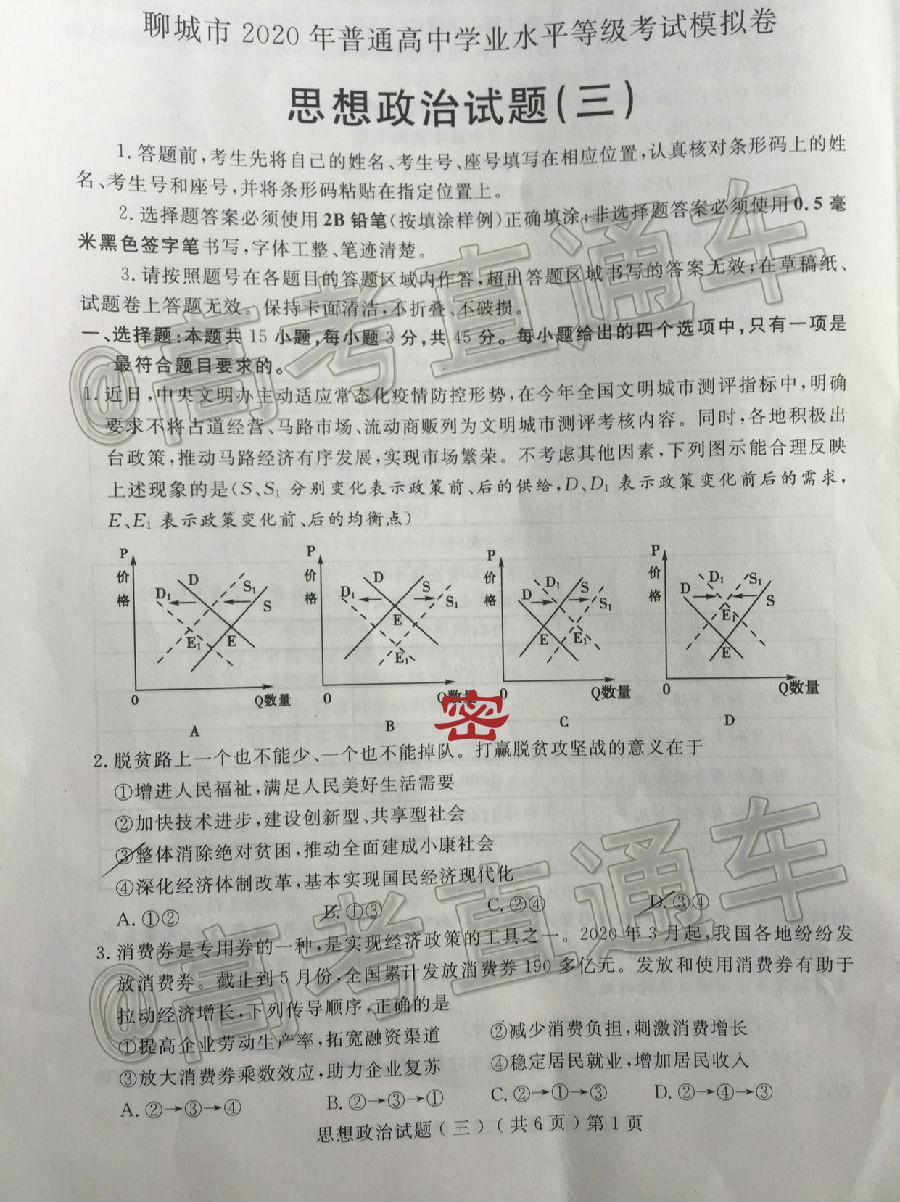 聊城市2020年普通高中学业水平等级考试模拟卷
思想政治试题(三)
1.答题前,考生先将自己的姓名、考生号、座号填写在相应位置,认真核对条形码上的姓
名、考生号和座号,并将条形码粘贴在指定位置上。
2.选择题答案必须使用2B铅笔(按填涂样例)正确填涂;非选择题答案必须使用0.5毫
米黑色签字笔书写,字体工整、笔迹清楚。
3.请按照题号在各题目的答题区域内作答,超出答题区域书写的答案无效;在草稿纸、
试题卷上答题无效。保持卡面清洁,不折叠、不破损。
一、选择题:本题共15小题,每小题3分,共45分。每小题给出的四个选项中,只有一项是
最符合题目要求的。
1.近日,中央文明办主动适应常态化疫情防控形势,在今年全国文明城市测评指标中,明确
要求不将占道经营、马路市场、流动商贩列为文明城市测评考核内容。同时,各地积极出
台政策,推动马路经济有序发展,实现市场繁荣。不考虑其他因素,下列图示能合理反映
上述现象的是(S、S₁分别变化表示政策前、后的供给,D、D₁表示政策变化前后的需求,
E、E₁表示政策变化前、后的均衡点)
P 价格 D₁ D S₁ S E₁ E 0 Q数量
A
P 价格 D₁ D S S₁ E E₁ 0 Q数量
B
P 价格 D D₁ S S₁ E E₁ 0 Q数量
C
P 价格 D D₁ S₁ S E₁ E 0 Q数量
D
密
2.脱贫路上一个也不能少、一个也不能掉队。打赢脱贫攻坚战的意义在于
①增进人民福祉,满足人民美好生活需要
②加快技术进步,建设创新型、共享型社会
③整体消除绝对贫困,推动全面建成小康社会
④深化经济体制改革,基本实现国民经济现代化
A.①② B.①③ C.②④ D.③④
3.消费券是专用券的一种,是实现经济政策的工具之一。2020年3月起,我国各地纷纷发
放消费券。截止到5月份,全国累计发放消费券190多亿元。发放和使用消费券有助于
拉动经济增长,下列传导顺序,正确的是
①提高企业劳动生产率,拓宽融资渠道 ②减少消费负担,刺激消费增长
③放大消费券乘数效应,助力企业复苏 ④稳定居民就业,增加居民收入
A.②→③→④ B.②→③→① C.②→①→③ D.④→②→③
思想政治试题(三)(共6页)第1页
@高考直通车
@高考直通车